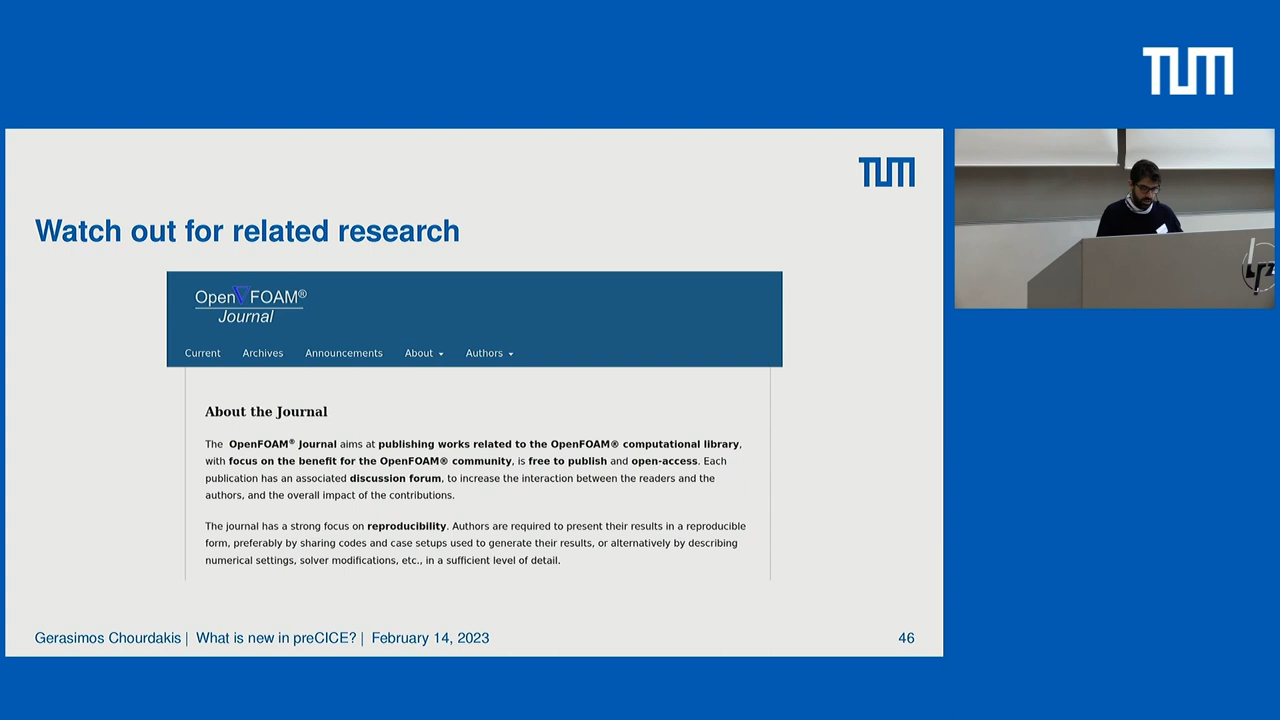 TUM
TUM
Watch out for related research
Open∇FOAM®
Journal
Current Archives Announcements About Authors
About the Journal
The OpenFOAM® Journal aims at publishing works related to the OpenFOAM® computational library,
with focus on the benefit for the OpenFOAM® community, is free to publish and open-access. Each
publication has an associated discussion forum, to increase the interaction between the readers and the
authors, and the overall impact of the contributions.
The journal has a strong focus on reproducibility. Authors are required to present their results in a reproducible
form, preferably by sharing codes and case setups used to generate their results, or alternatively by describing
numerical settings, solver modifications, etc., in a sufficient level of detail.
Gerasimos Chourdakis | What is new in preCICE? | February 14, 2023
46
lrz